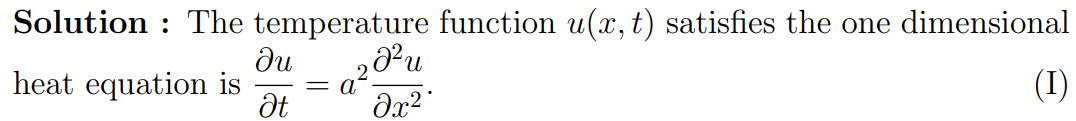 Solution : The temperature function u(x, t) satisfies the one dimensional
heat equation is ∂u/∂t = a² ∂²u/∂x². (I)